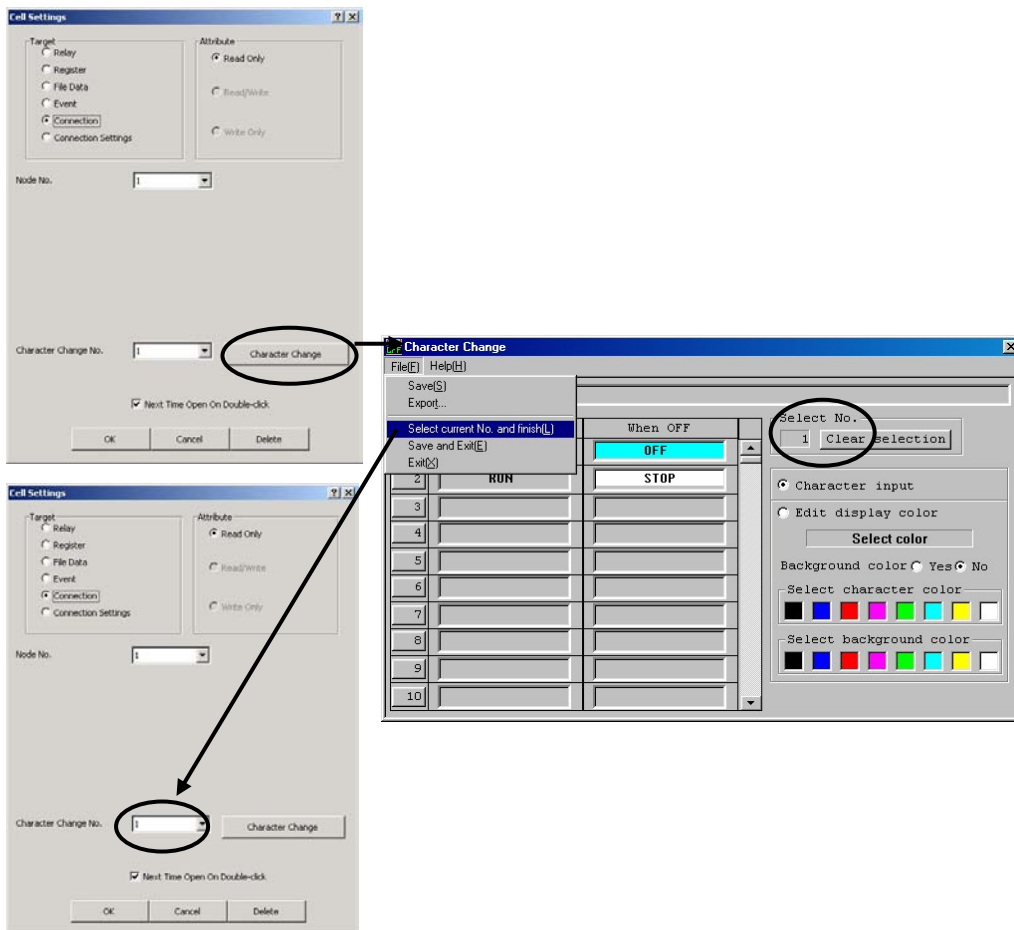 Cell Settings
Target
Relay
Register
File Data
Event
Connection
Connection Settings
Attribute
Read Only
Read/Write
Write Only
Node No.
1
Character Change No.
1
Character Change
Next Time Open On Double-click
OK Cancel Delete
Character Change
File(F) Help(H)
Save(S)
Export...
Select current No. and finish(L)
Save and Exit(E)
Exit(X)
When OFF
OFF
2 RUN STOP
3
4
5
6
7
8
9
10
Select No.
1 Clear selection
Character input
Edit display color
Select color
Background color Yes No
Select character color
Select background color
Cell Settings
Target
Relay
Register
File Data
Event
Connection
Connection Settings
Attribute
Read Only
Read/Write
Write Only
Node No.
1
Character Change No.
1
Character Change
Next Time Open On Double-click
OK Cancel Delete